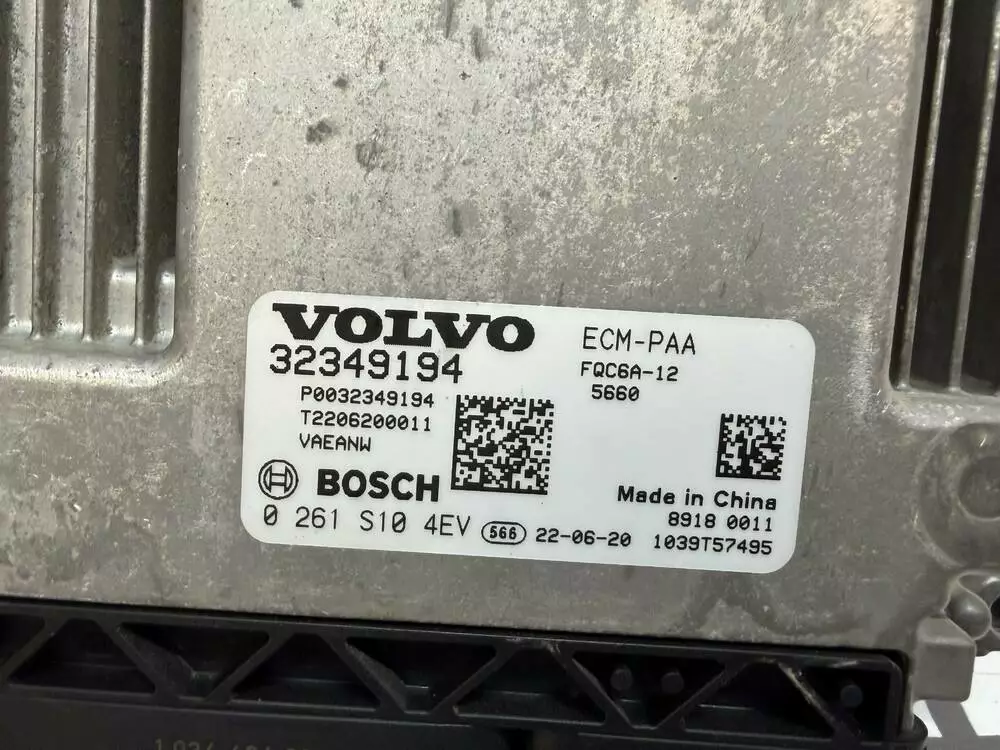 VOLVO
32349194
P0032349194
T2206200011
VAEANW
BOSCH
0 261 S10 4EV
566
22-06-20
ECM-PAA
FQC6A-12
5660
Made in China
8918 0011
1039T57495